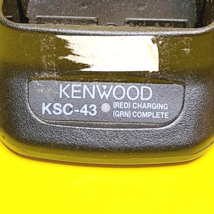 KENWOOD
KSC-43 (RED) CHARGING
(GRN) COMPLETE